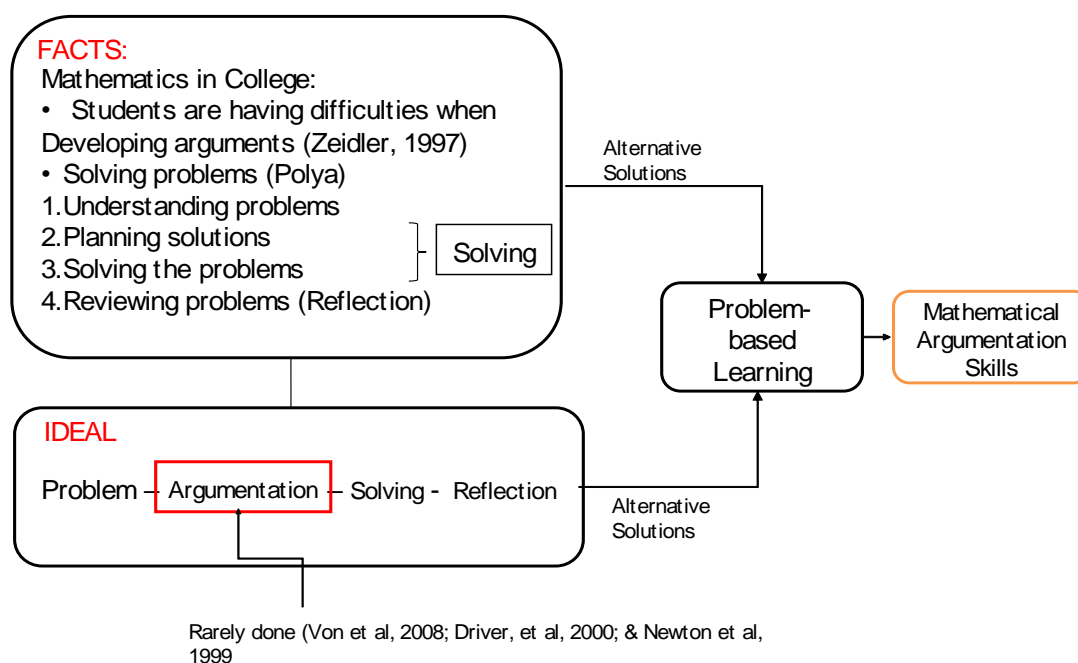 FACTS:
Mathematics in College:
• Students are having difficulties when
Developing arguments (Zeidler, 1997)
• Solving problems (Polya)
1.Understanding problems
2.Planning solutions
3.Solving the problems
4.Reviewing problems (Reflection)
Solving
Alternative
Solutions
Problem-
based
Learning
Mathematical
Argumentation
Skills
IDEAL
Problem – Argumentation – Solving - Reflection
Alternative
Solutions
Rarely done (Von et al, 2008; Driver, et al, 2000; & Newton et al,
1999